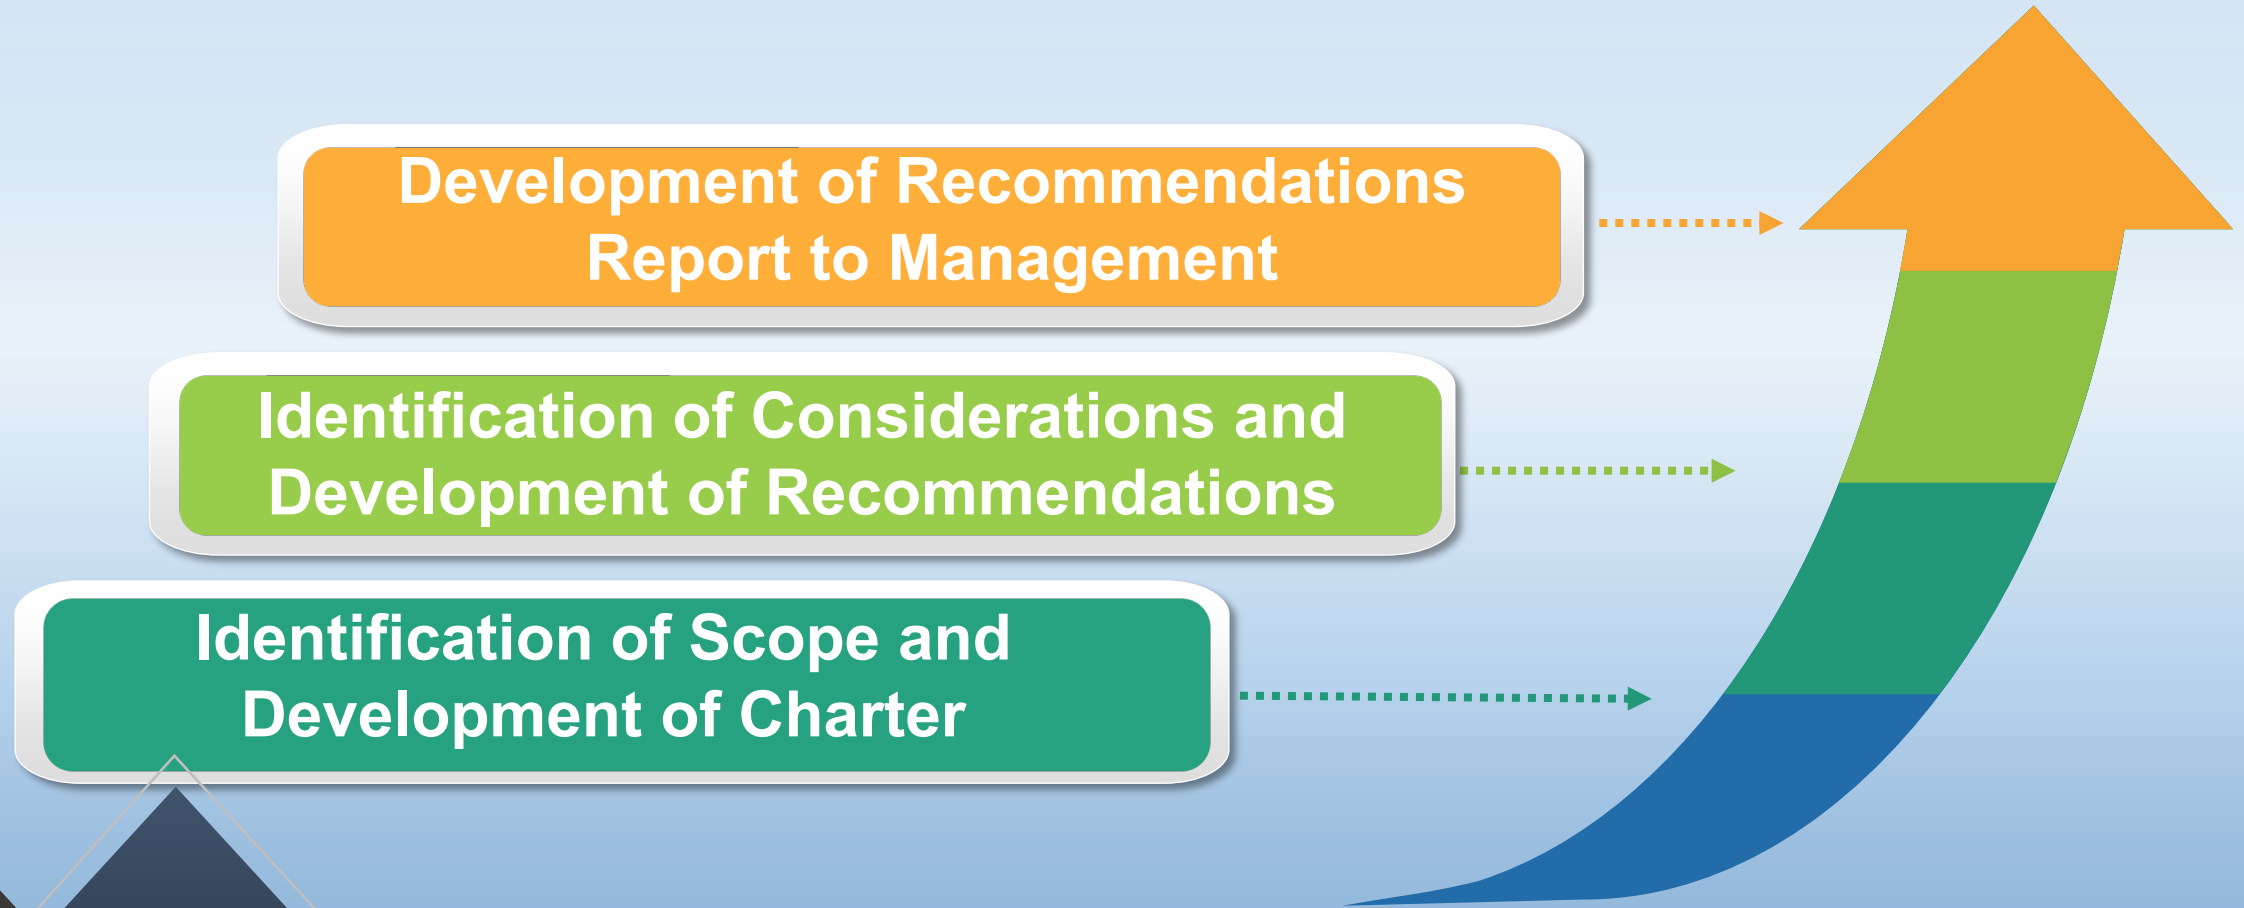 Development of Recommendations
Report to Management
Identification of Considerations and
Development of Recommendations
Identification of Scope and
Development of Charter